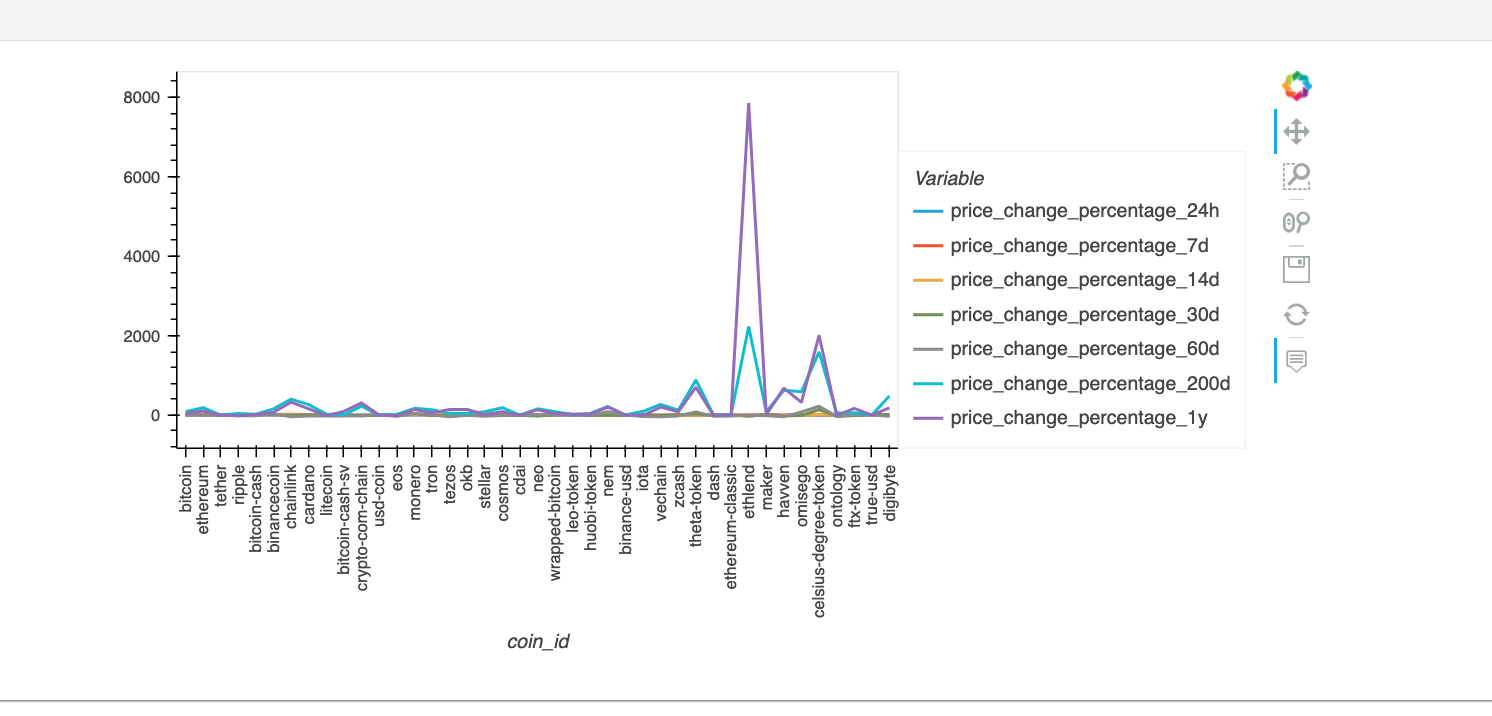 8000
6000
4000
2000
0
bitcoin
ethereum
tether
ripple
bitcoin-cash
binancecoin
chainlink
cardano
litecoin
bitcoin-cash-sv
crypto-com-chain
usd-coin
eos
monero
tron
tezos
okb
stellar
cosmos
cdai
neo
wrapped-bitcoin
leo-token
huobi-token
nem
binance-usd
iota
vechain
zcash
theta-token
dash
ethereum-classic
ethlend
maker
havven
omisego
celsius-degree-token
ontology
ftx-token
true-usd
digibyte
coin_id
Variable
price_change_percentage_24h
price_change_percentage_7d
price_change_percentage_14d
price_change_percentage_30d
price_change_percentage_60d
price_change_percentage_200d
price_change_percentage_1y